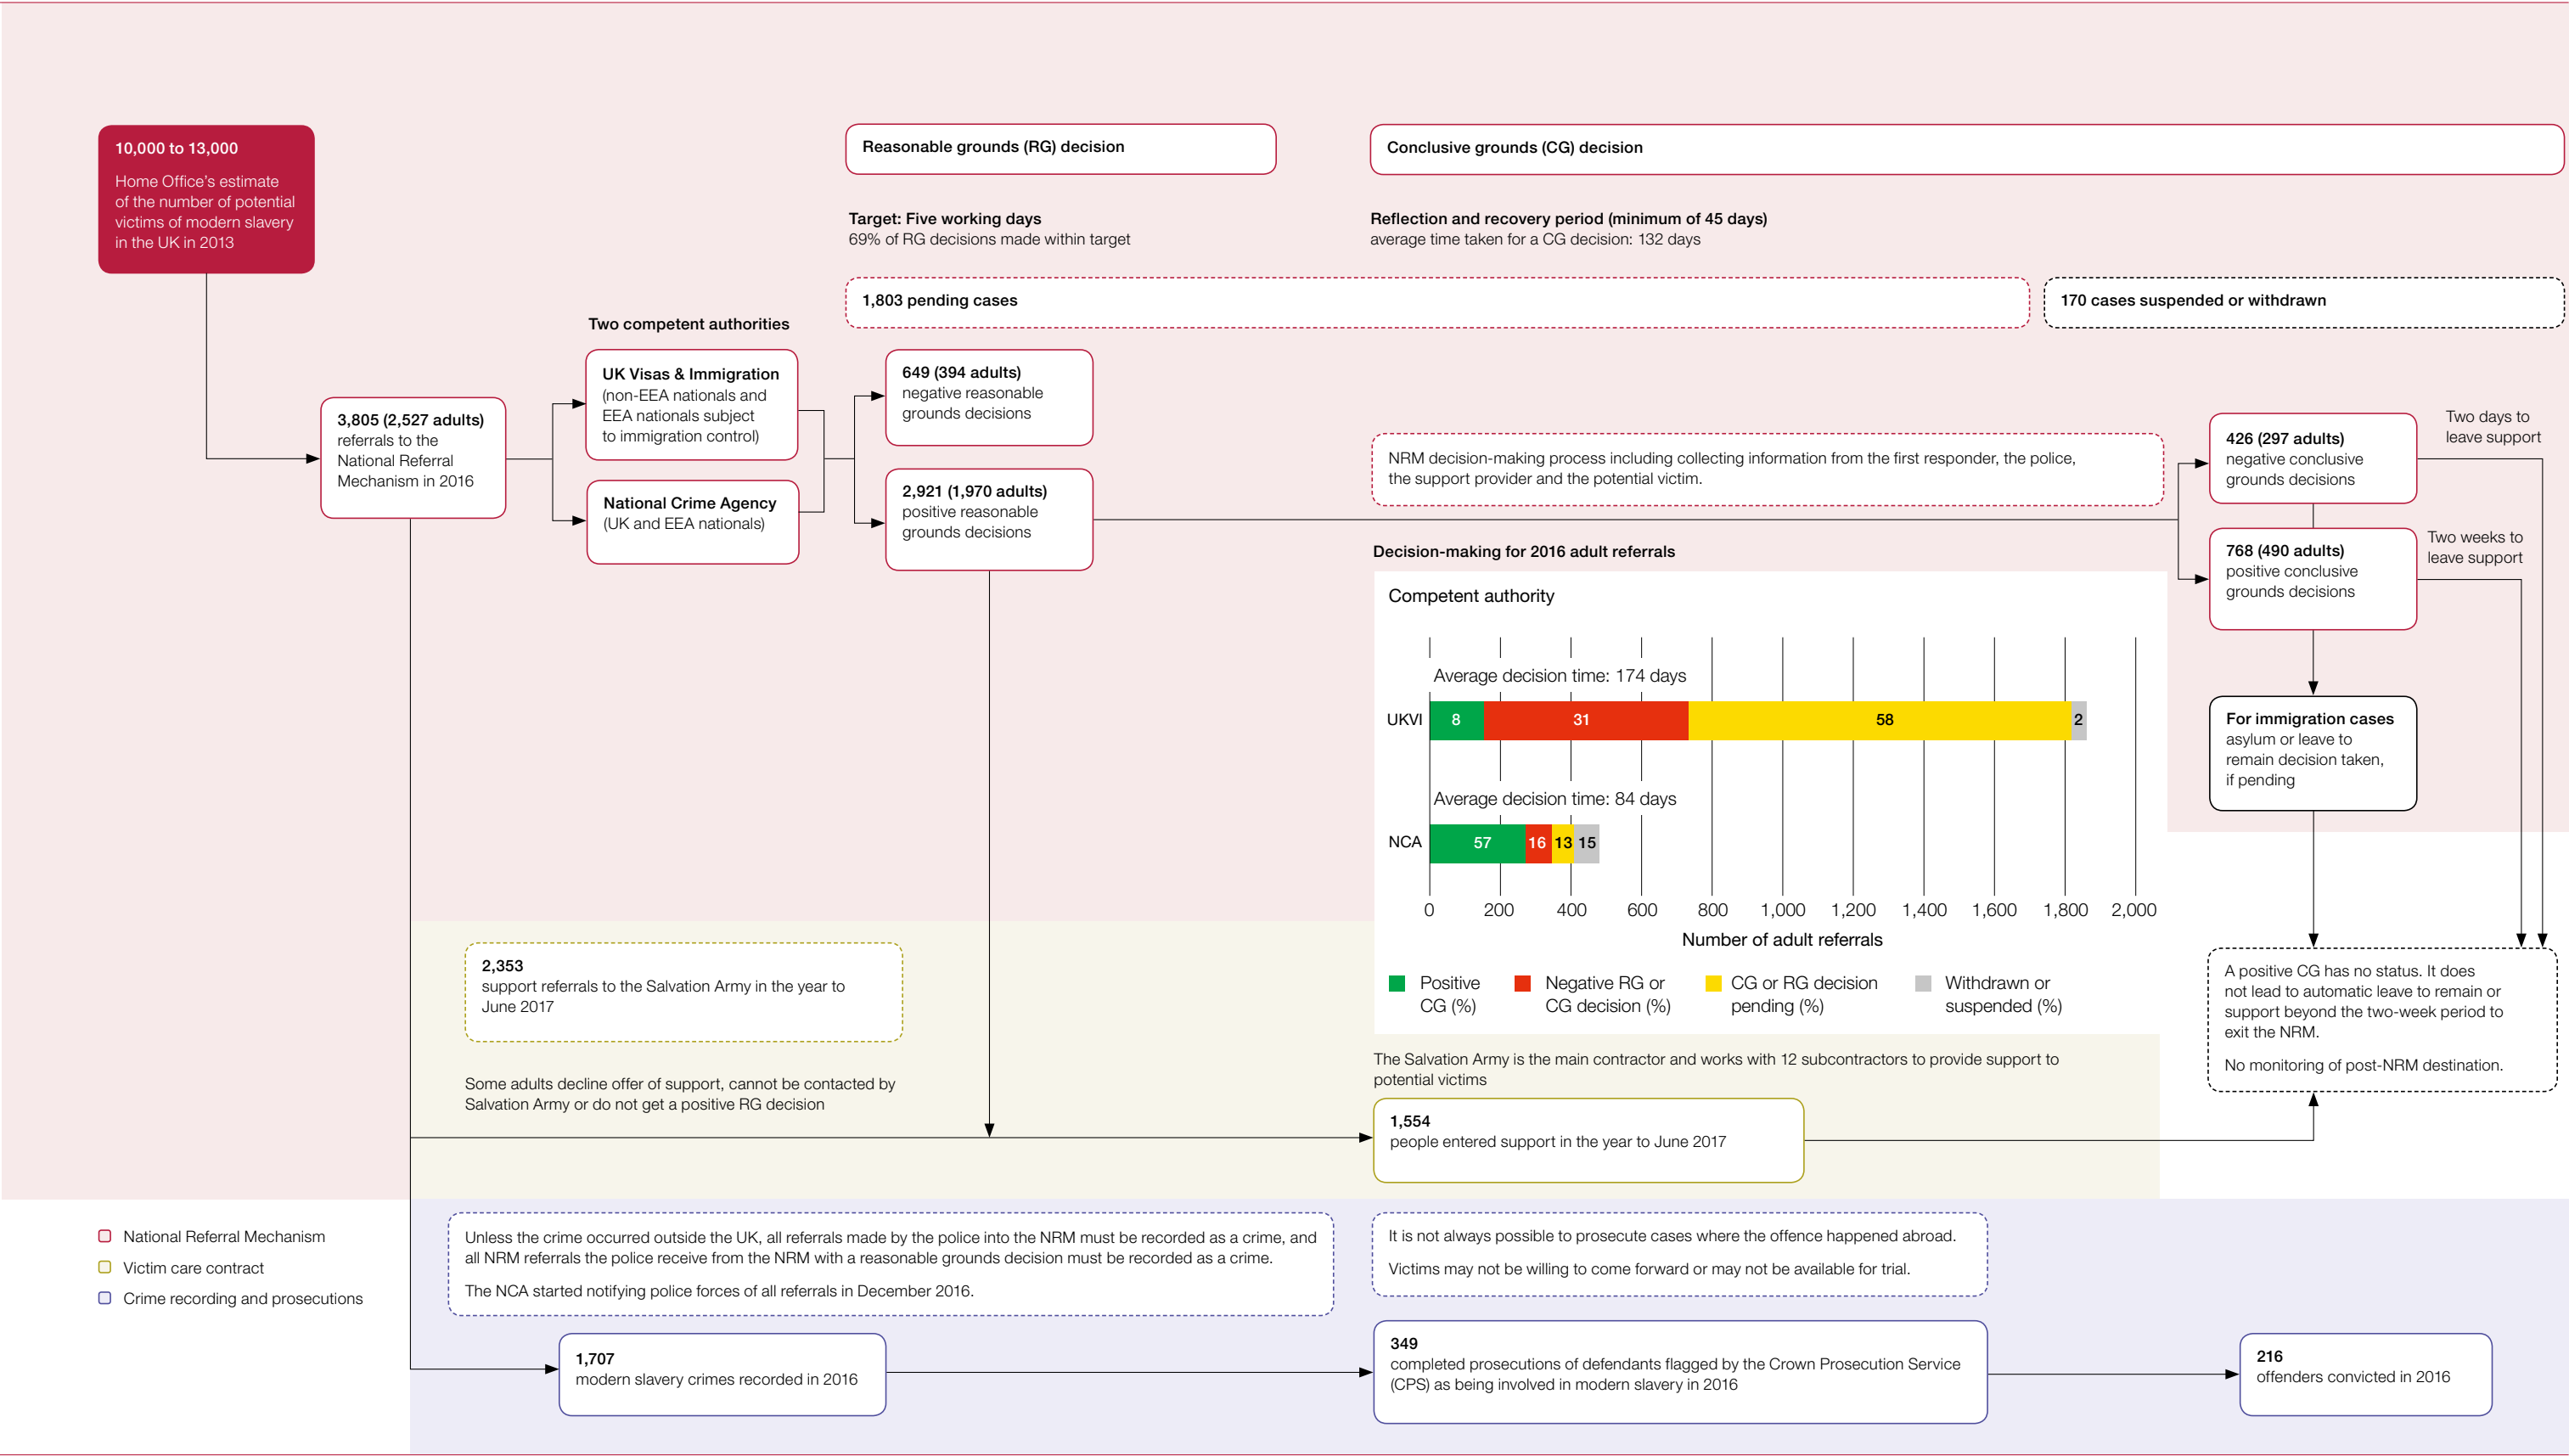 10,000 to 13,000
Home Office's estimate
of the number of potential
victims of modern slavery
in the UK in 2013
Reasonable grounds (RG) decision
Conclusive grounds (CG) decision
Target: Five working days
69% of RG decisions made within target
Reflection and recovery period (minimum of 45 days)
average time taken for a CG decision: 132 days
1,803 pending cases
170 cases suspended or withdrawn
Two competent authorities
3,805 (2,527 adults)
referrals to the
National Referral
Mechanism in 2016
UK Visas & Immigration
(non-EEA nationals and
EEA nationals subject
to immigration control)
National Crime Agency
(UK and EEA nationals)
649 (394 adults)
negative reasonable
grounds decisions
2,921 (1,970 adults)
positive reasonable
grounds decisions
NRM decision-making process including collecting information from the first responder, the police,
the support provider and the potential victim.
426 (297 adults)
negative conclusive
grounds decisions
Two days to
leave support
768 (490 adults)
positive conclusive
grounds decisions
Two weeks to
leave support
For immigration cases
asylum or leave to
remain decision taken,
if pending
Decision-making for 2016 adult referrals
Competent authority
Average decision time: 174 days
UKVI
8
31
58
2
Average decision time: 84 days
NCA
57
16
13
15
0
200
400
600
800
1,000
1,200
1,400
1,600
1,800
2,000
Number of adult referrals
Positive
CG (%)
Negative RG or
CG decision (%)
CG or RG decision
pending (%)
Withdrawn or
suspended (%)
A positive CG has no status. It does
not lead to automatic leave to remain or
support beyond the two-week period to
exit the NRM.
No monitoring of post-NRM destination.
2,353
support referrals to the Salvation Army in the year to
June 2017
Some adults decline offer of support, cannot be contacted by
Salvation Army or do not get a positive RG decision
The Salvation Army is the main contractor and works with 12 subcontractors to provide support to
potential victims
1,554
people entered support in the year to June 2017
National Referral Mechanism
Victim care contract
Crime recording and prosecutions
Unless the crime occurred outside the UK, all referrals made by the police into the NRM must be recorded as a crime, and
all NRM referrals the police receive from the NRM with a reasonable grounds decision must be recorded as a crime.
The NCA started notifying police forces of all referrals in December 2016.
It is not always possible to prosecute cases where the offence happened abroad.
Victims may not be willing to come forward or may not be available for trial.
1,707
modern slavery crimes recorded in 2016
349
completed prosecutions of defendants flagged by the Crown Prosecution Service
(CPS) as being involved in modern slavery in 2016
216
offenders convicted in 2016